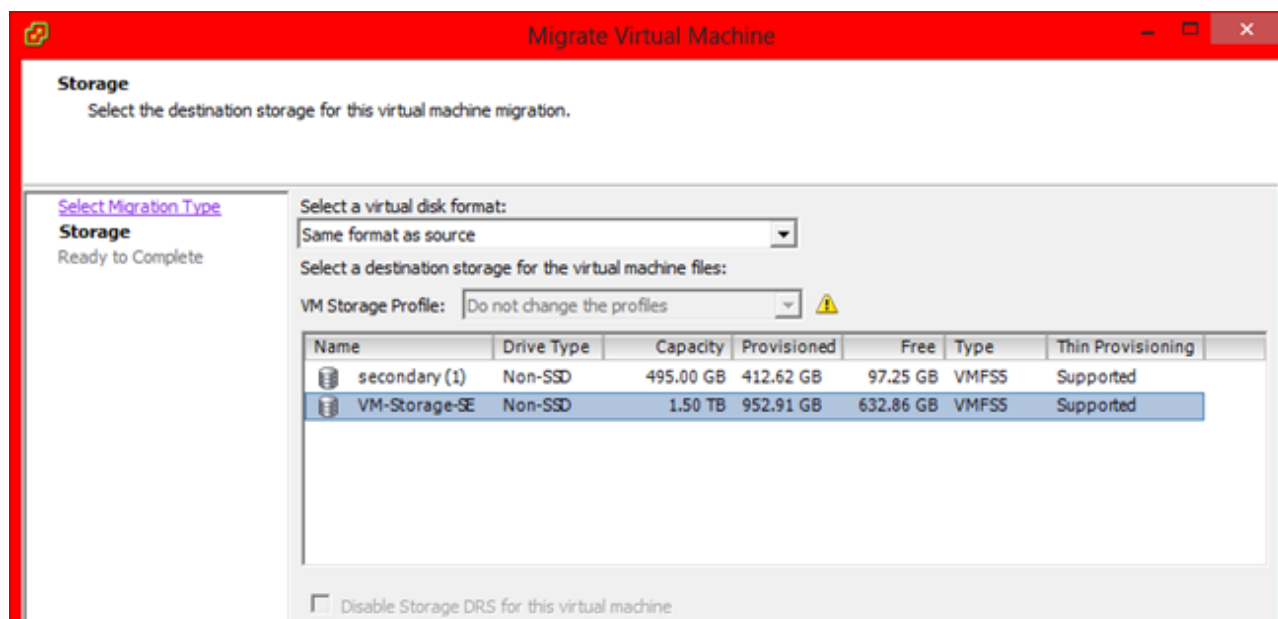 Migrate Virtual Machine
Storage
Select the destination storage for this virtual machine migration.
Select Migration Type
Storage
Ready to Complete
Select a virtual disk format:
Same format as source
Select a destination storage for the virtual machine files:
VM Storage Profile: Do not change the profiles
Name Drive Type Capacity Provisioned Free Type Thin Provisioning
secondary (1) Non-SSD 495.00 GB 412.62 GB 97.25 GB VMFS5 Supported
VM-Storage-SE Non-SSD 1.50 TB 952.91 GB 632.86 GB VMFS5 Supported
Disable Storage DRS for this virtual machine